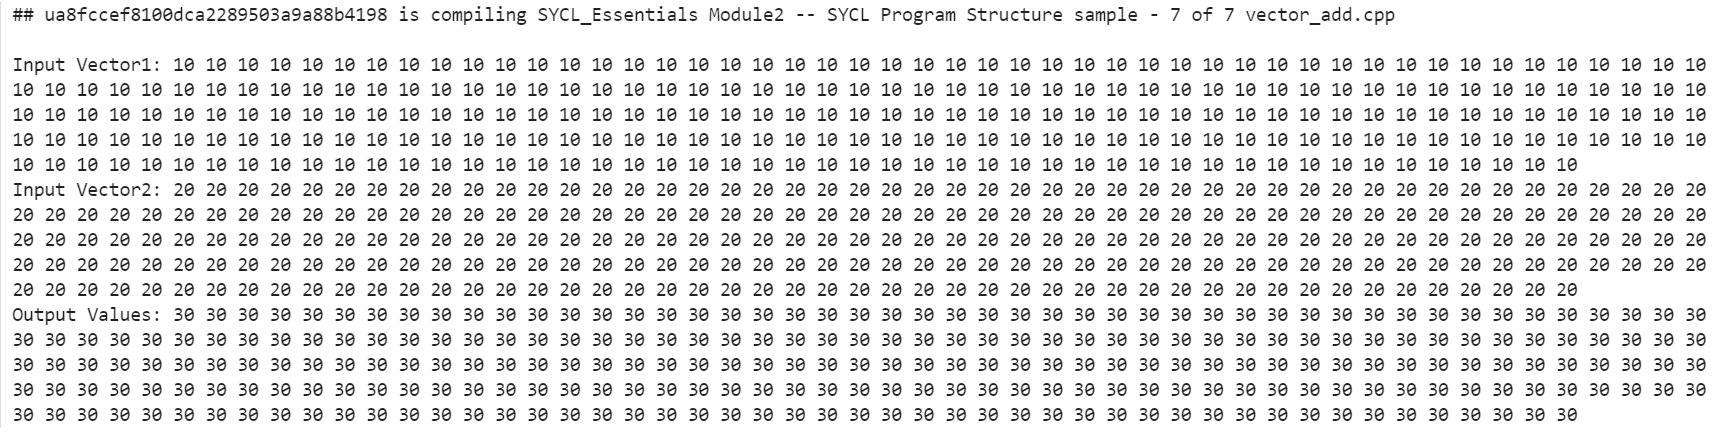 ## ua8fccef8100dca2289503a9a88b4198 is compiling SYCL_Essentials Module2 -- SYCL Program Structure sample - 7 of 7 vector_add.cpp
Input Vector1: 10 10 10 10 10 10 10 10 10 10 10 10 10 10 10 10 10 10 10 10 10 10 10 10 10 10 10 10 10 10 10 10 10 10 10 10 10 10 10 10 10 10 10 10 10 10 10 10
10 10 10 10 10 10 10 10 10 10 10 10 10 10 10 10 10 10 10 10 10 10 10 10 10 10 10 10 10 10 10 10 10 10 10 10 10 10 10 10 10 10 10 10 10 10 10 10 10 10 10 10 10
10 10 10 10 10 10 10 10 10 10 10 10 10 10 10 10 10 10 10 10 10 10 10 10 10 10 10 10 10 10 10 10 10 10 10 10 10 10 10 10 10 10 10 10 10 10 10 10 10 10 10 10 10
10 10 10 10 10 10 10 10 10 10 10 10 10 10 10 10 10 10 10 10 10 10 10 10 10 10 10 10 10 10 10 10 10 10 10 10 10 10 10 10 10 10 10 10 10 10 10 10 10 10 10 10 10
10 10 10 10 10 10 10 10 10 10 10 10 10 10 10 10 10 10 10 10 10 10 10 10 10 10 10 10 10 10 10 10 10 10 10 10 10 10 10 10 10 10 10 10 10 10 10 10 10
Input Vector2: 20 20 20 20 20 20 20 20 20 20 20 20 20 20 20 20 20 20 20 20 20 20 20 20 20 20 20 20 20 20 20 20 20 20 20 20 20 20 20 20 20 20 20 20 20 20 20 20
20 20 20 20 20 20 20 20 20 20 20 20 20 20 20 20 20 20 20 20 20 20 20 20 20 20 20 20 20 20 20 20 20 20 20 20 20 20 20 20 20 20 20 20 20 20 20 20 20 20 20 20 20
20 20 20 20 20 20 20 20 20 20 20 20 20 20 20 20 20 20 20 20 20 20 20 20 20 20 20 20 20 20 20 20 20 20 20 20 20 20 20 20 20 20 20 20 20 20 20 20 20 20 20 20 20
20 20 20 20 20 20 20 20 20 20 20 20 20 20 20 20 20 20 20 20 20 20 20 20 20 20 20 20 20 20 20 20 20 20 20 20 20 20 20 20 20 20 20 20 20 20 20 20 20 20 20 20 20
20 20 20 20 20 20 20 20 20 20 20 20 20 20 20 20 20 20 20 20 20 20 20 20 20 20 20 20 20 20 20 20 20 20 20 20 20 20 20 20 20 20 20 20 20 20 20 20 20
Output Values: 30 30 30 30 30 30 30 30 30 30 30 30 30 30 30 30 30 30 30 30 30 30 30 30 30 30 30 30 30 30 30 30 30 30 30 30 30 30 30 30 30 30 30 30 30 30 30 30
30 30 30 30 30 30 30 30 30 30 30 30 30 30 30 30 30 30 30 30 30 30 30 30 30 30 30 30 30 30 30 30 30 30 30 30 30 30 30 30 30 30 30 30 30 30 30 30 30 30 30 30 30
30 30 30 30 30 30 30 30 30 30 30 30 30 30 30 30 30 30 30 30 30 30 30 30 30 30 30 30 30 30 30 30 30 30 30 30 30 30 30 30 30 30 30 30 30 30 30 30 30 30 30 30 30
30 30 30 30 30 30 30 30 30 30 30 30 30 30 30 30 30 30 30 30 30 30 30 30 30 30 30 30 30 30 30 30 30 30 30 30 30 30 30 30 30 30 30 30 30 30 30 30 30 30 30 30 30
30 30 30 30 30 30 30 30 30 30 30 30 30 30 30 30 30 30 30 30 30 30 30 30 30 30 30 30 30 30 30 30 30 30 30 30 30 30 30 30 30 30 30 30 30 30 30 30 30